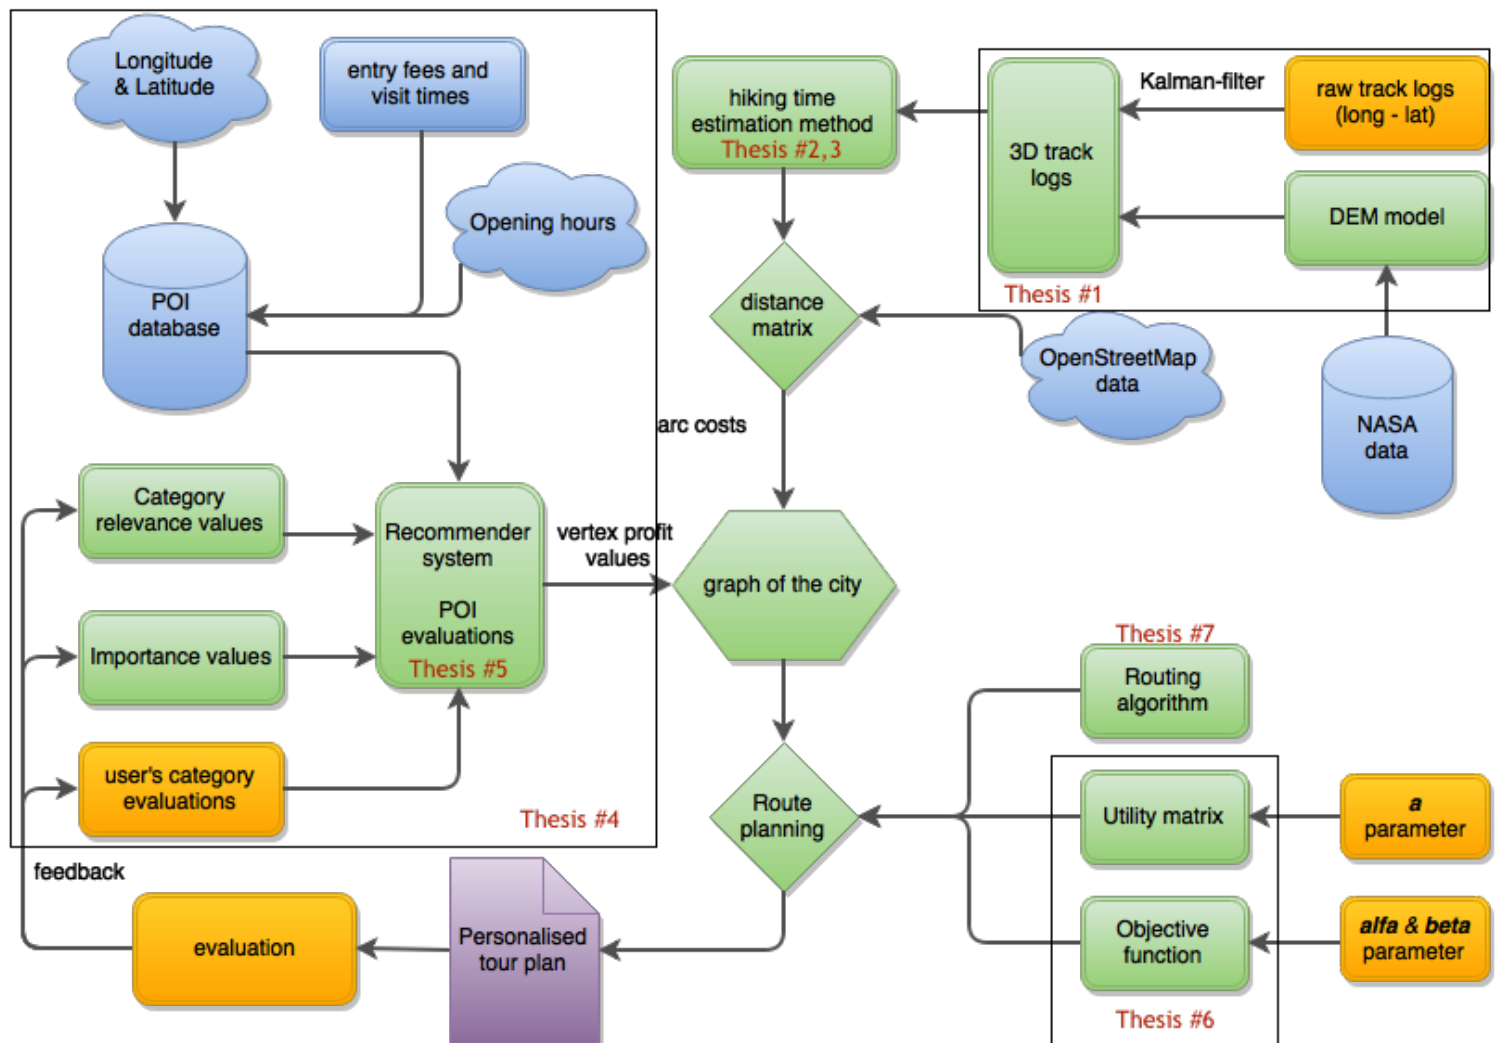 Longitude
& Latitude
entry fees and
visit times
Opening hours
POI
database
Category
relevance values
Importance values
user's category
evaluations
Recommender
system
POI
evaluations
Thesis #5
Thesis #4
vertex profit
values
feedback
evaluation
Personalised
tour plan
hiking time
estimation method
Thesis #2,3
distance
matrix
arc costs
graph of the city
Route
planning
3D track
logs
Kalman-filter
raw track logs
(long - lat)
DEM model
Thesis #1
OpenStreetMap
data
NASA
data
Thesis #7
Routing
algorithm
Utility matrix
a
parameter
Objective
function
alfa & beta
parameter
Thesis #6